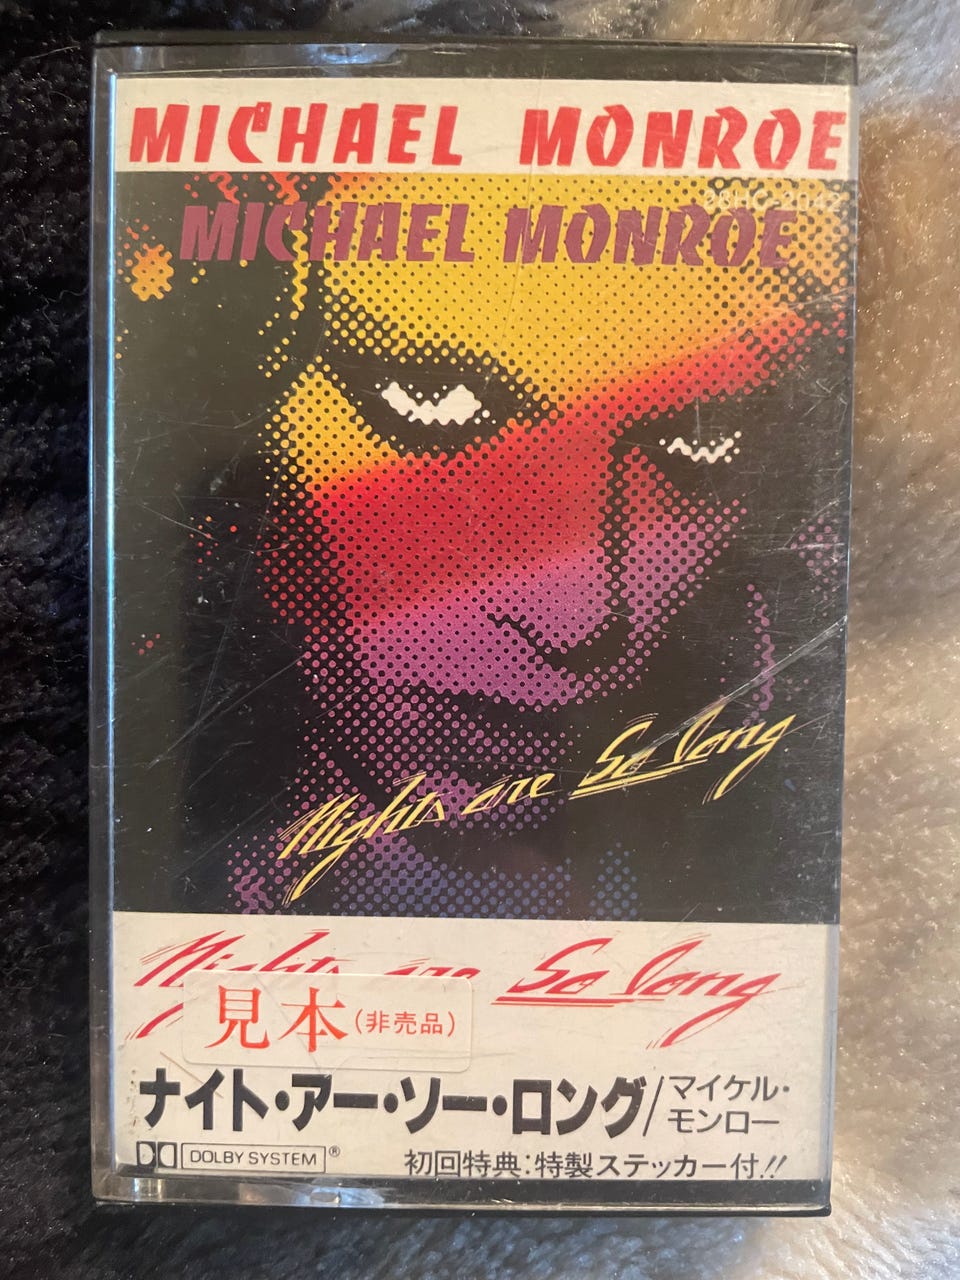 MICHAEL MONROE
28HC-2042
MICHAEL MONROE
Nights are So long
Nights are So long
見本(非売品)
ナイト・アー・ソー・ロング/マイケル・モンロー
DOLBY SYSTEM®
初回特典:特製ステッカー付!!